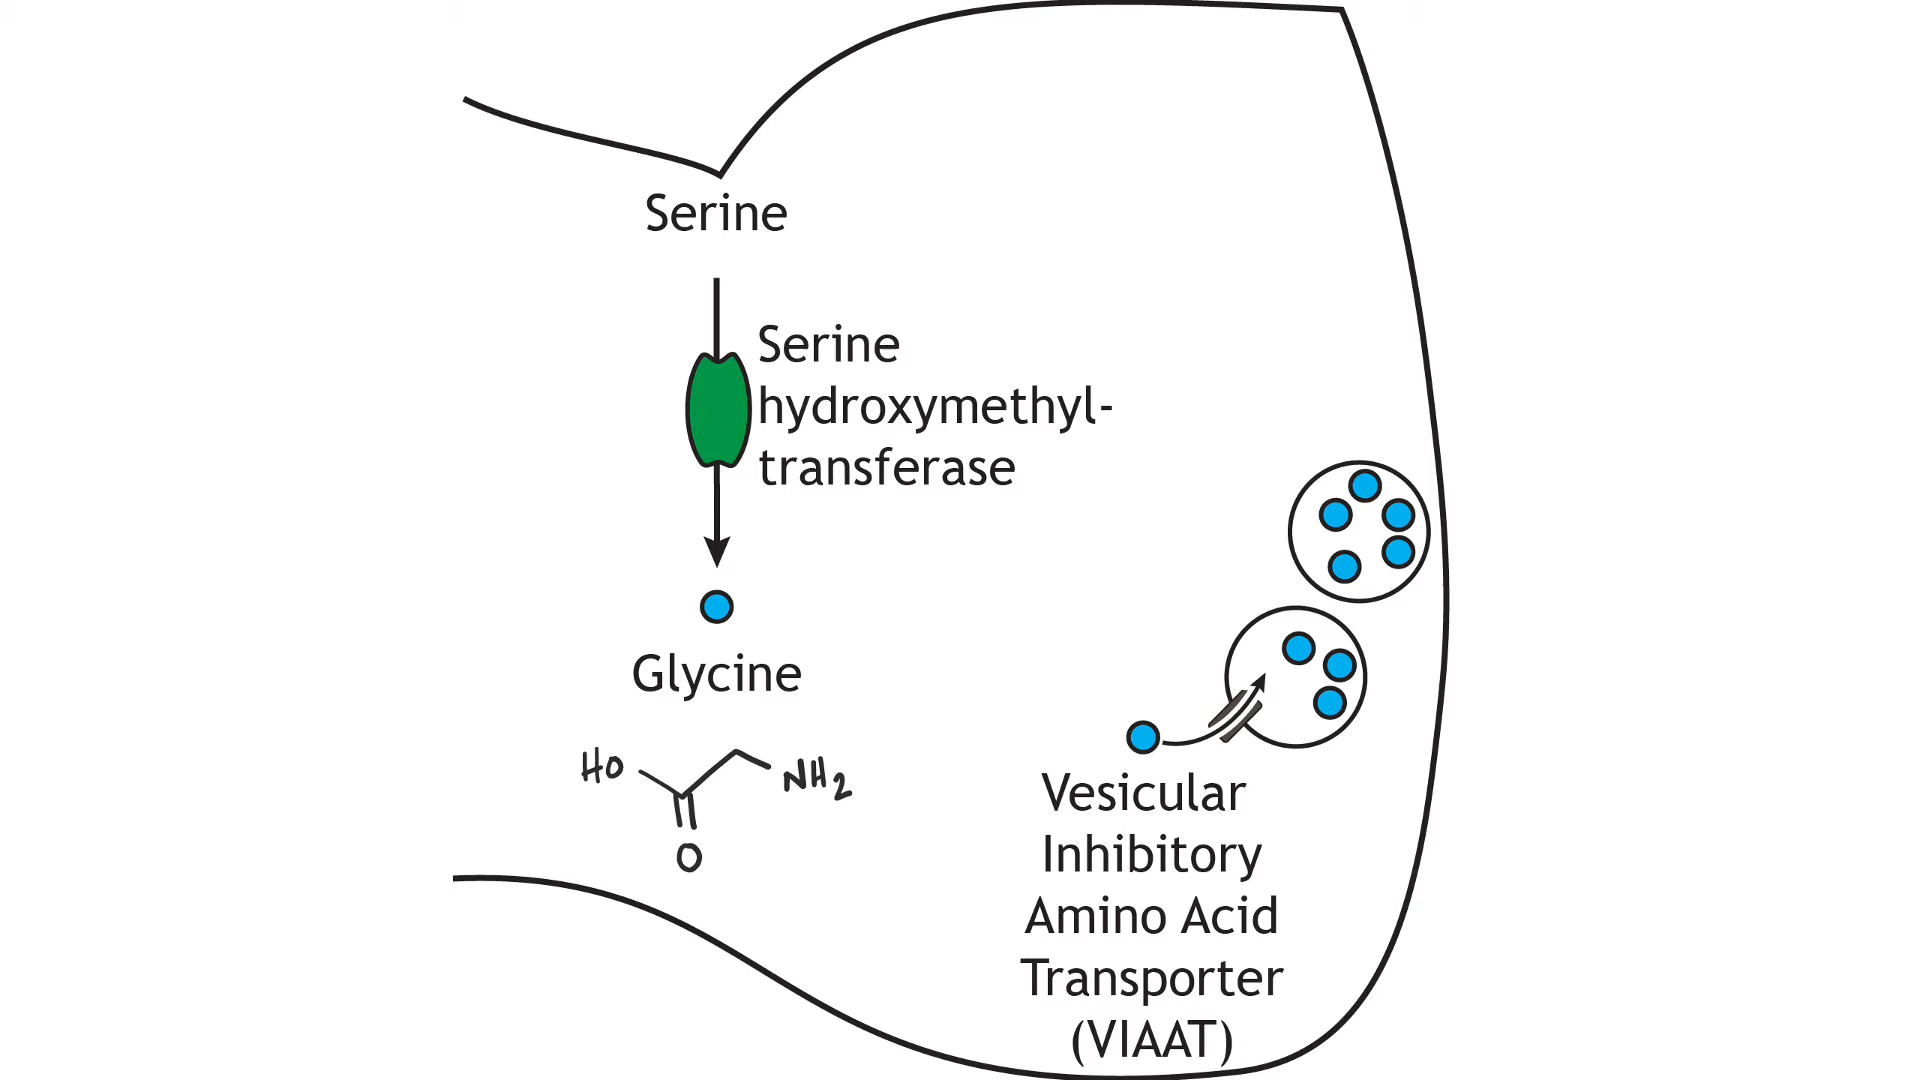 Serine
Serine
hydroxymethyl-
transferase
Glycine
HO
NH2
O
Vesicular
Inhibitory
Amino Acid
Transporter
(VIAAT)